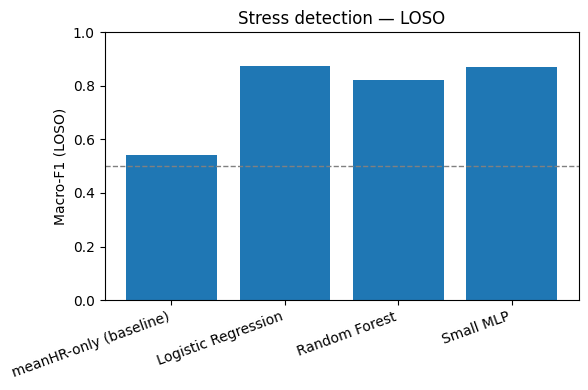 Stress detection — LOSO
Macro-F1 (LOSO)
1.0
0.8
0.6
0.4
0.2
0.0
meanHR-only (baseline)
Logistic Regression
Random Forest
Small MLP